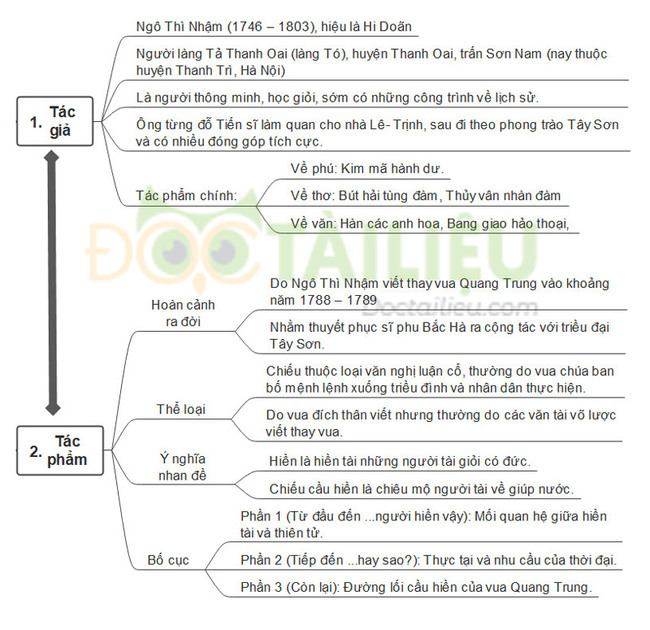 Ngô Thì Nhậm (1746 – 1803), hiệu là Hi Doãn
Người làng Tả Thanh Oai (làng Tó), huyện Thanh Oai, trấn Sơn Nam (nay thuộc
huyện Thanh Trì, Hà Nội)
1. Tác
giả
Là người thông minh, học giỏi, sớm có những công trình về lịch sử.
Ông từng đỗ Tiến sĩ làm quan cho nhà Lê- Trịnh, sau đi theo phong trào Tây Sơn
và có nhiều đóng góp tích cực.
Tác phẩm chính:
Về phú: Kim mã hành dư.
Về thơ: Bút hải tùng đàm, Thủy vân nhàn đàm
Về văn: Hàn các anh hoa, Bang giao hảo thoại,
ĐỌCTÀILIỆU
Doctailieu.com
2. Tác
phẩm
Hoàn cảnh
ra đời
Do Ngô Thì Nhậm viết thay vua Quang Trung vào khoảng
năm 1788 – 1789
Nhằm thuyết phục sĩ phu Bắc Hà ra cộng tác với triều đại
Tây Sơn.
Thể loại
Chiếu thuộc loại văn nghị luận cổ, thường do vua chúa ban
bố mệnh lệnh xuống triều đình và nhân dân thực hiện.
Do vua đích thân viết nhưng thường do các văn tài võ lược
viết thay vua.
Ý nghĩa
nhan đề
Hiền là hiền tài những người tài giỏi có đức.
Chiếu cầu hiền là chiêu mộ người tài về giúp nước.
Bố cục
Phần 1 (Từ đầu đến ...người hiền vậy): Mối quan hệ giữa hiền
tài và thiên tử.
Phần 2 (Tiếp đến ...hay sao?): Thực tại và nhu cầu của thời đại.
Phần 3 (Còn lại): Đường lối cầu hiền của vua Quang Trung.